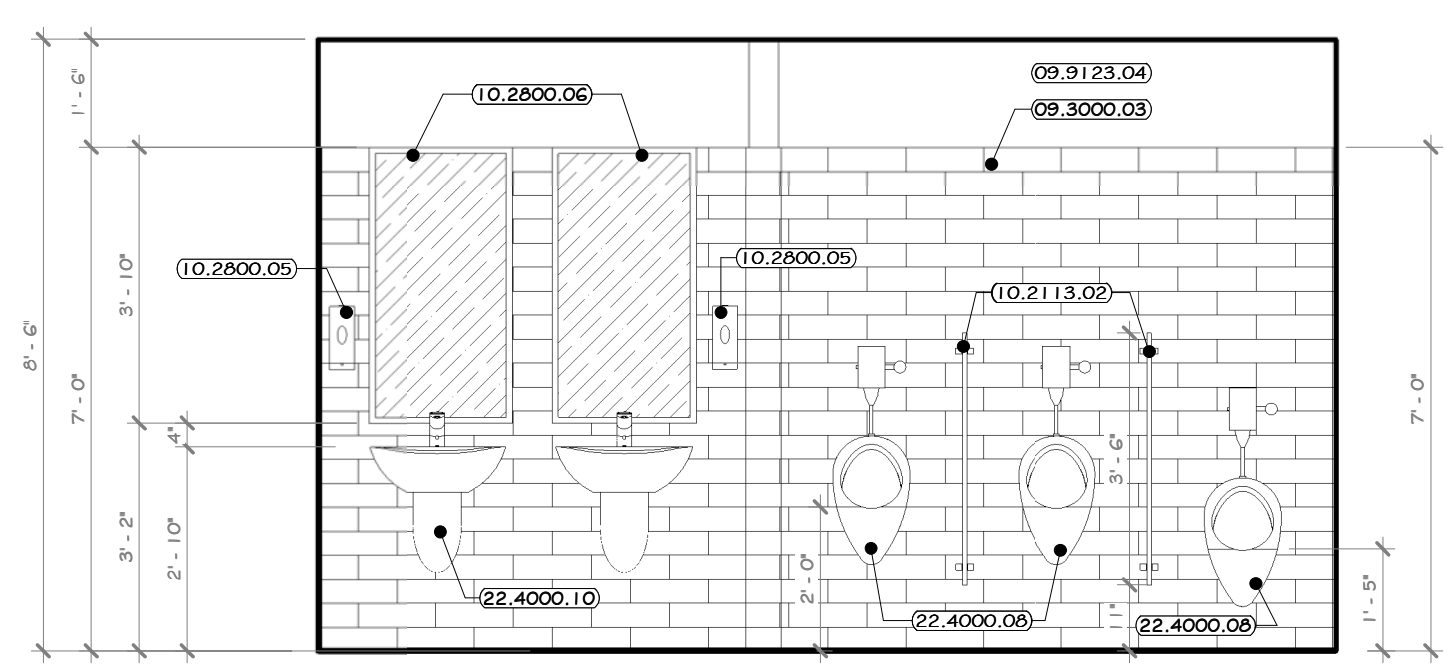 09.9123.04
10.2800.06
09.3000.03
1' - 6"
10.2800.05
10.2800.05
3' - 10"
10.2113.02
8' - 6"
7' - 0"
7' - 0"
4"
3' - 6"
3' - 2"
2' - 10"
2' - 0"
22.4000.10
11"
1' - 5"
22.4000.08
22.4000.08